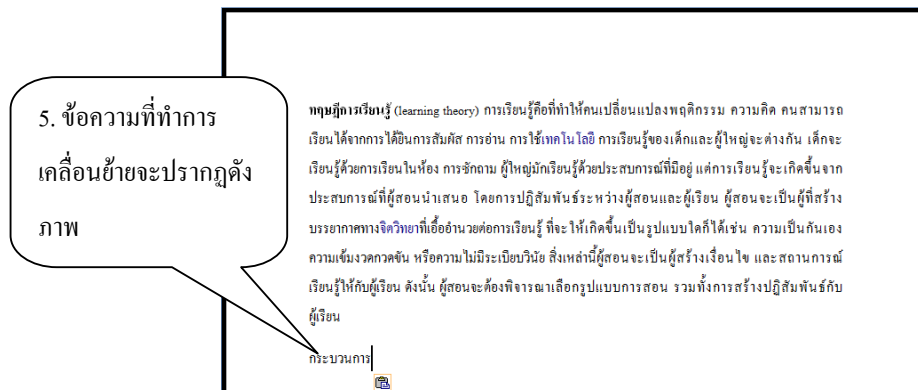 5. ข้อความที่ทำการ
เคลื่อนย้ายจะปรากฏดัง
ภาพ
ทฤษฎีการเรียนรู้ (learning theory) การเรียนรู้คือที่ทำให้คนเปลี่ยนแปลงพฤติกรรม ความคิด คนสามารถ
เรียนได้จากการได้ยินการสัมผัส การอ่าน การใช้เทคโนโลยี การเรียนรู้ของเด็กและผู้ใหญ่จะต่างกัน เด็กจะ
เรียนรู้ด้วยการเรียนในห้อง การซักถาม ผู้ใหญ่มักเรียนรู้ด้วยประสบการณ์ที่มีอยู่ แต่การเรียนรู้จะเกิดขึ้นจาก
ประสบการณ์ที่ผู้สอนนำเสนอ โดยการปฏิสัมพันธ์ระหว่างผู้สอนและผู้เรียน ผู้สอนจะเป็นผู้ที่สร้าง
บรรยากาศทางจิตวิทยาที่เอื้ออำนวยต่อการเรียนรู้ ที่จะให้เกิดขึ้นเป็นรูปแบบใดก็ได้เช่น ความเป็นกันเอง
ความเข้มงวดกวดขัน หรือความไม่มีระเบียบวินัย สิ่งเหล่านี้ผู้สอนจะเป็นผู้สร้างเงื่อนไข และสถานการณ์
เรียนรู้ให้กับผู้เรียน ดังนั้น ผู้สอนจะต้องพิจารณาเลือกรูปแบบการสอน รวมทั้งการสร้างปฏิสัมพันธ์กับ
ผู้เรียน
กระบวนการ